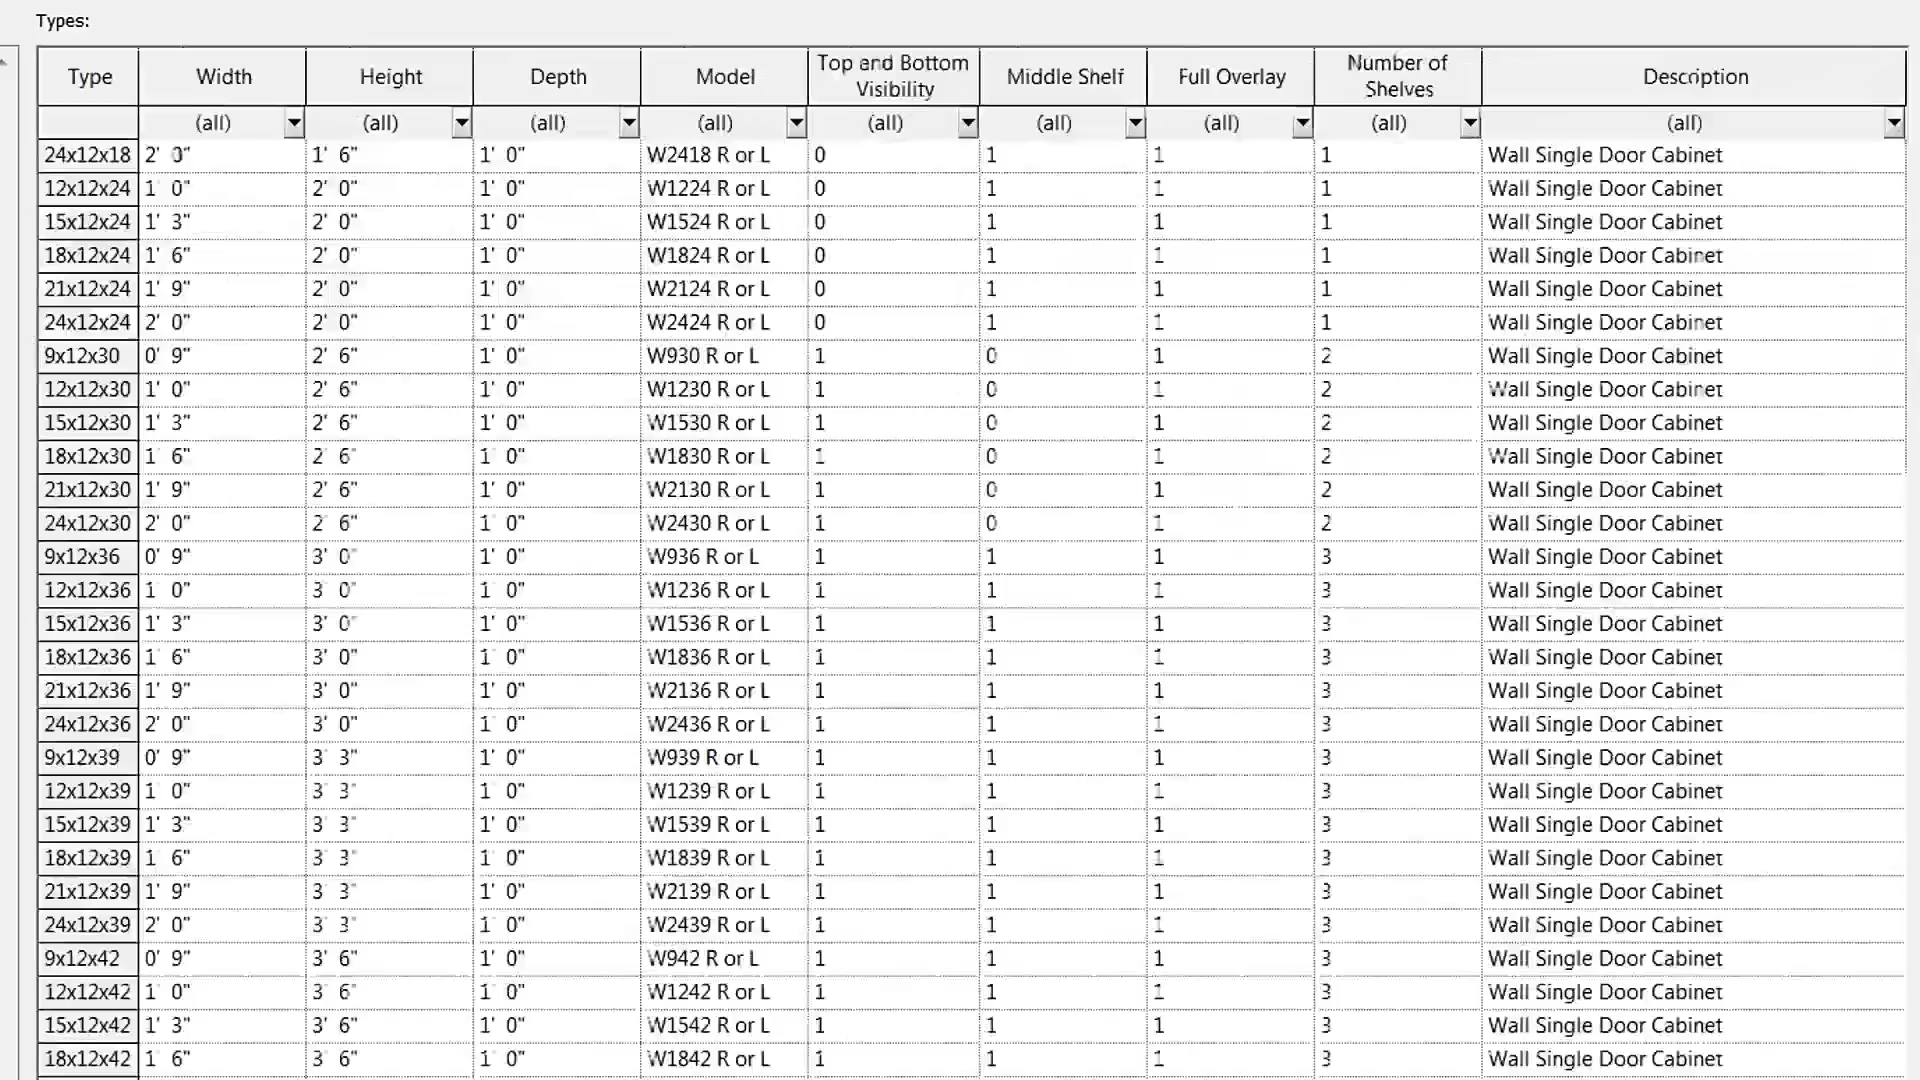 Types:
Type Width Height Depth Model Top and Bottom Visibility Middle Shelf Full Overlay Number of Shelves Description
(all) (all) (all) (all) (all) (all) (all) (all) (all)
24x12x18 2' 0" 1' 6" 1' 0" W2418 R or L 0 1 1 1 Wall Single Door Cabinet
12x12x24 1' 0" 2' 0" 1' 0" W1224 R or L 0 1 1 1 Wall Single Door Cabinet
15x12x24 1' 3" 2' 0" 1' 0" W1524 R or L 0 1 1 1 Wall Single Door Cabinet
18x12x24 1' 6" 2' 0" 1' 0" W1824 R or L 0 1 1 1 Wall Single Door Cabinet
21x12x24 1' 9" 2' 0" 1' 0" W2124 R or L 0 1 1 1 Wall Single Door Cabinet
24x12x24 2' 0" 2' 0" 1' 0" W2424 R or L 0 1 1 1 Wall Single Door Cabinet
9x12x30 0' 9" 2' 6" 1' 0" W930 R or L 1 0 1 2 Wall Single Door Cabinet
12x12x30 1' 0" 2' 6" 1' 0" W1230 R or L 1 0 1 2 Wall Single Door Cabinet
15x12x30 1' 3" 2' 6" 1' 0" W1530 R or L 1 0 1 2 Wall Single Door Cabinet
18x12x30 1' 6" 2' 6" 1' 0" W1830 R or L 1 0 1 2 Wall Single Door Cabinet
21x12x30 1' 9" 2' 6" 1' 0" W2130 R or L 1 0 1 2 Wall Single Door Cabinet
24x12x30 2' 0" 2' 6" 1' 0" W2430 R or L 1 0 1 2 Wall Single Door Cabinet
9x12x36 0' 9" 3' 0" 1' 0" W936 R or L 1 1 1 3 Wall Single Door Cabinet
12x12x36 1' 0" 3' 0" 1' 0" W1236 R or L 1 1 1 3 Wall Single Door Cabinet
15x12x36 1' 3" 3' 0" 1' 0" W1536 R or L 1 1 1 3 Wall Single Door Cabinet
18x12x36 1' 6" 3' 0" 1' 0" W1836 R or L 1 1 1 3 Wall Single Door Cabinet
21x12x36 1' 9" 3' 0" 1' 0" W2136 R or L 1 1 1 3 Wall Single Door Cabinet
24x12x36 2' 0" 3' 0" 1' 0" W2436 R or L 1 1 1 3 Wall Single Door Cabinet
9x12x39 0' 9" 3' 3" 1' 0" W939 R or L 1 1 1 3 Wall Single Door Cabinet
12x12x39 1' 0" 3' 3" 1' 0" W1239 R or L 1 1 1 3 Wall Single Door Cabinet
15x12x39 1' 3" 3' 3" 1' 0" W1539 R or L 1 1 1 3 Wall Single Door Cabinet
18x12x39 1' 6" 3' 3" 1' 0" W1839 R or L 1 1 1 3 Wall Single Door Cabinet
21x12x39 1' 9" 3' 3" 1' 0" W2139 R or L 1 1 1 3 Wall Single Door Cabinet
24x12x39 2' 0" 3' 3" 1' 0" W2439 R or L 1 1 1 3 Wall Single Door Cabinet
9x12x42 0' 9" 3' 6" 1' 0" W942 R or L 1 1 1 3 Wall Single Door Cabinet
12x12x42 1' 0" 3' 6" 1' 0" W1242 R or L 1 1 1 3 Wall Single Door Cabinet
15x12x42 1' 3" 3' 6" 1' 0" W1542 R or L 1 1 1 3 Wall Single Door Cabinet
18x12x42 1' 6" 3' 6" 1' 0" W1842 R or L 1 1 1 3 Wall Single Door Cabinet